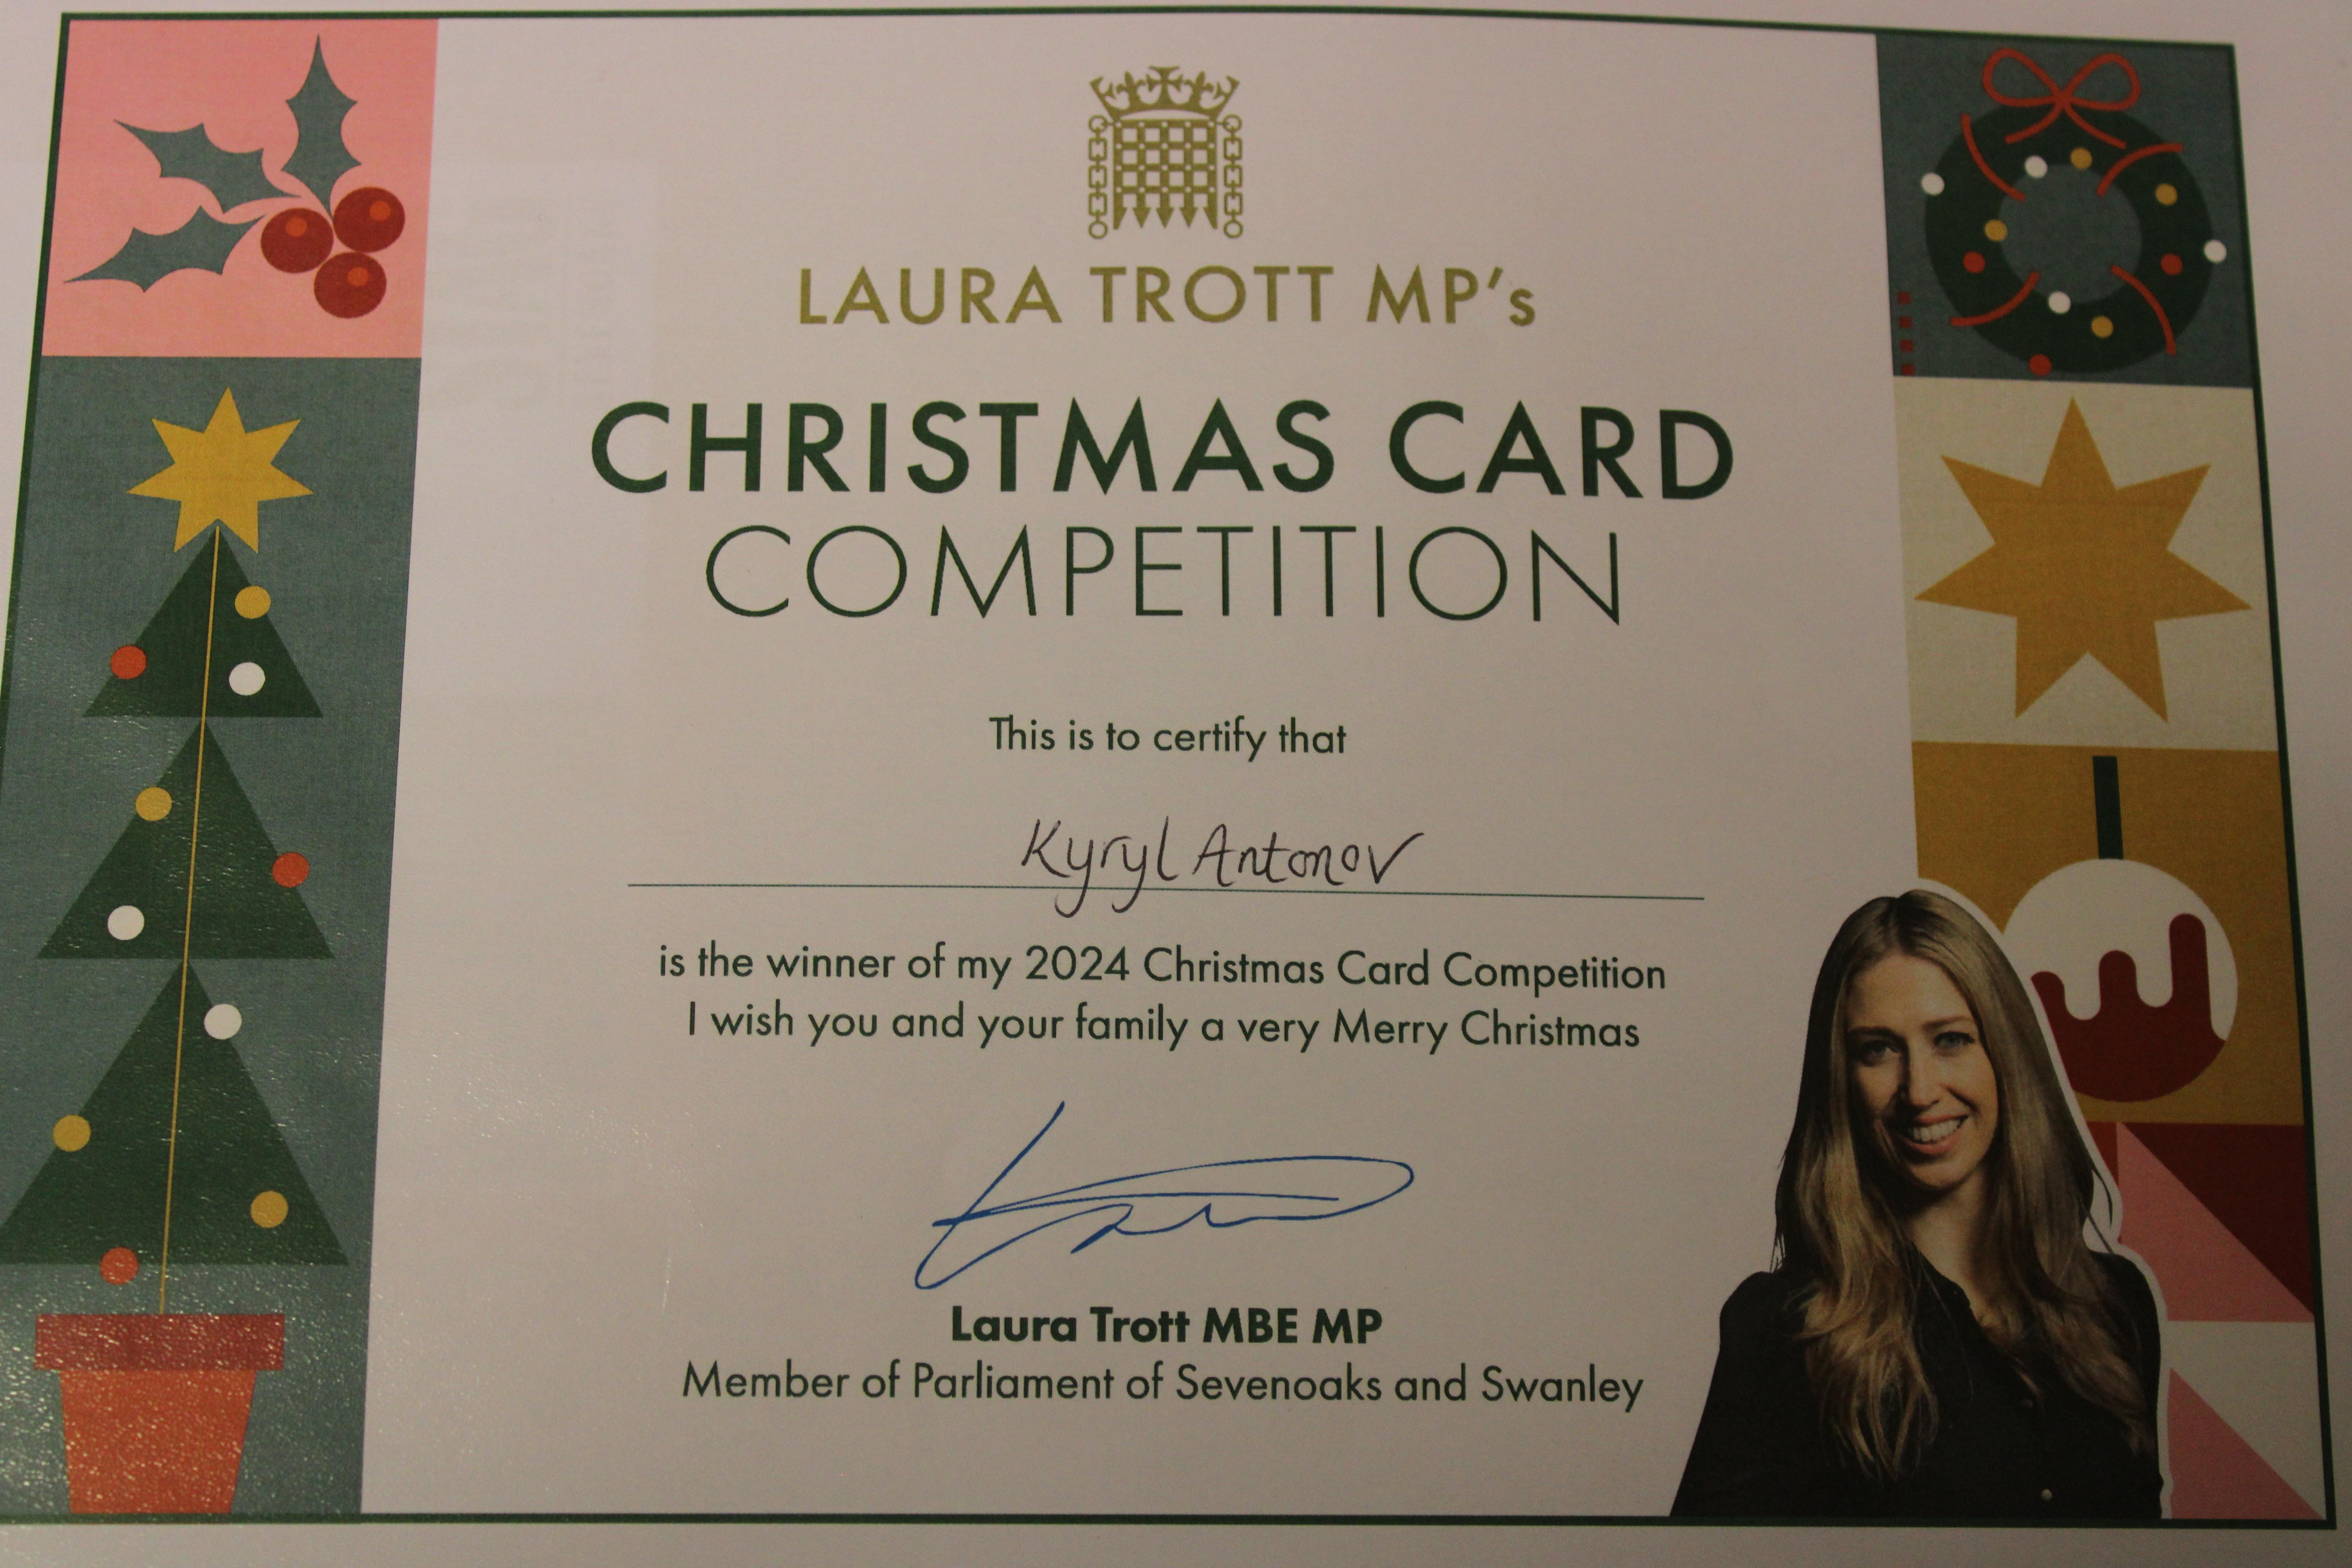 LAURA TROTT MP's
CHRISTMAS CARD
COMPETITION
This is to certify that
Kyryl Antonov
is the winner of my 2024 Christmas Card Competition
I wish you and your family a very Merry Christmas
Laura Trott MBE MP
Member of Parliament of Sevenoaks and Swanley